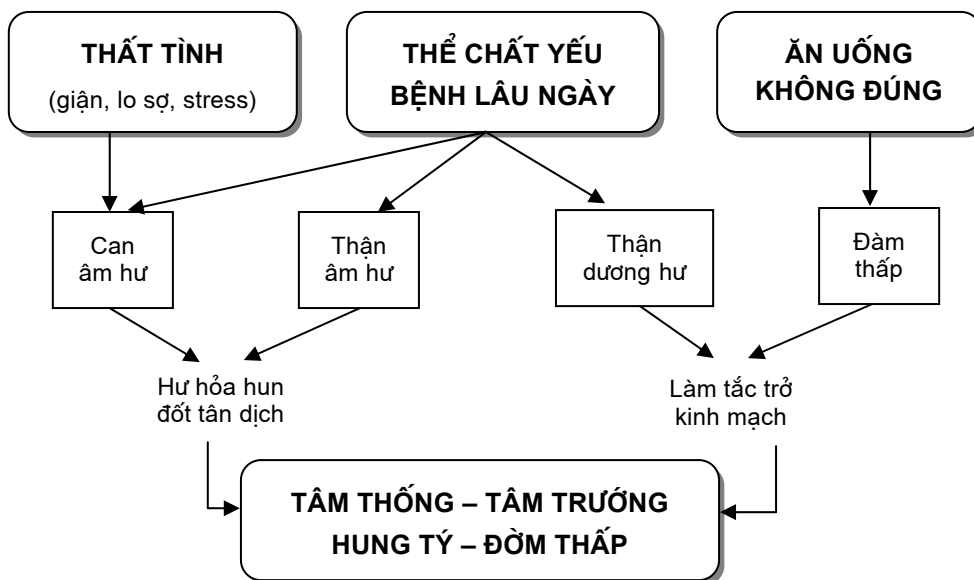 THẤT TÌNH
(giận, lo sợ, stress)
THỂ CHẤT YẾU
BỆNH LÂU NGÀY
ĂN UỐNG
KHÔNG ĐÚNG
Can
âm hư
Thận
âm hư
Thận
dương hư
Đàm
thấp
Hư hỏa hun
đốt tân dịch
Làm tắc trở
kinh mạch
TÂM THỐNG – TÂM TRƯỚNG
HUNG TÝ – ĐỜM THẤP